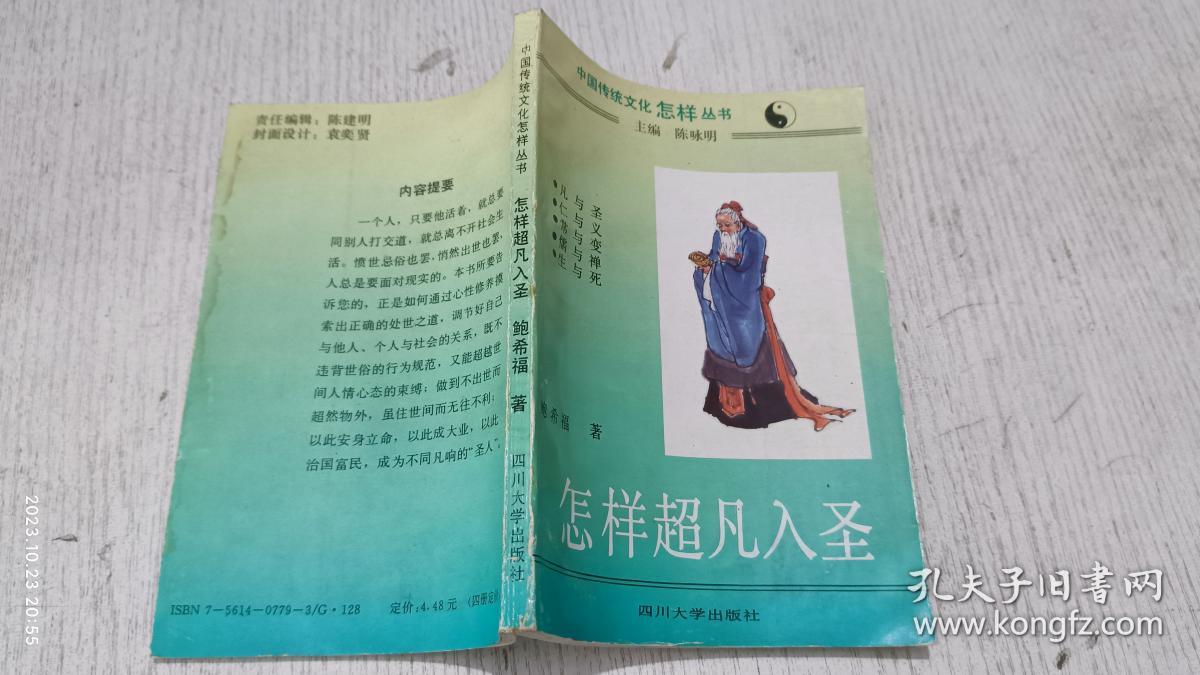 责任编辑：陈建明
封面设计：袁奕贤
内容提要
一个人，只要他活着，就总要
同别人打交道，就总离不开社会生
活。愤世忌俗也罢，悄然出世也罢，
人总是要面对现实的。本书所要告
诉您的，正是如何通过心性修养摸
索出正确的处世之道，调节好自己
与他人、个人与社会的关系，既不
违背世俗的行为规范，又能超越世
间人情心态的束缚；做到不出世而
超然物外，虽住世间而无往不利；
以此安身立命，以此成大业，以此
治国富民，成为不同凡响的“圣人”。
ISBN 7-5614-0779-3/G·128 定价：4.48元 （四册定价
中国传统文化怎样丛书 怎样超凡入圣 鲍希福 著 四川大学出版社
中国传统文化 怎样 丛书
主编 陈咏明
●凡与圣
●仁与义
●常与变
●儒与禅
●生与死
鲍希福 著
怎样超凡入圣
四川大学出版社
2023.10.23 20:55
孔夫子旧书网
www.kongfz.com